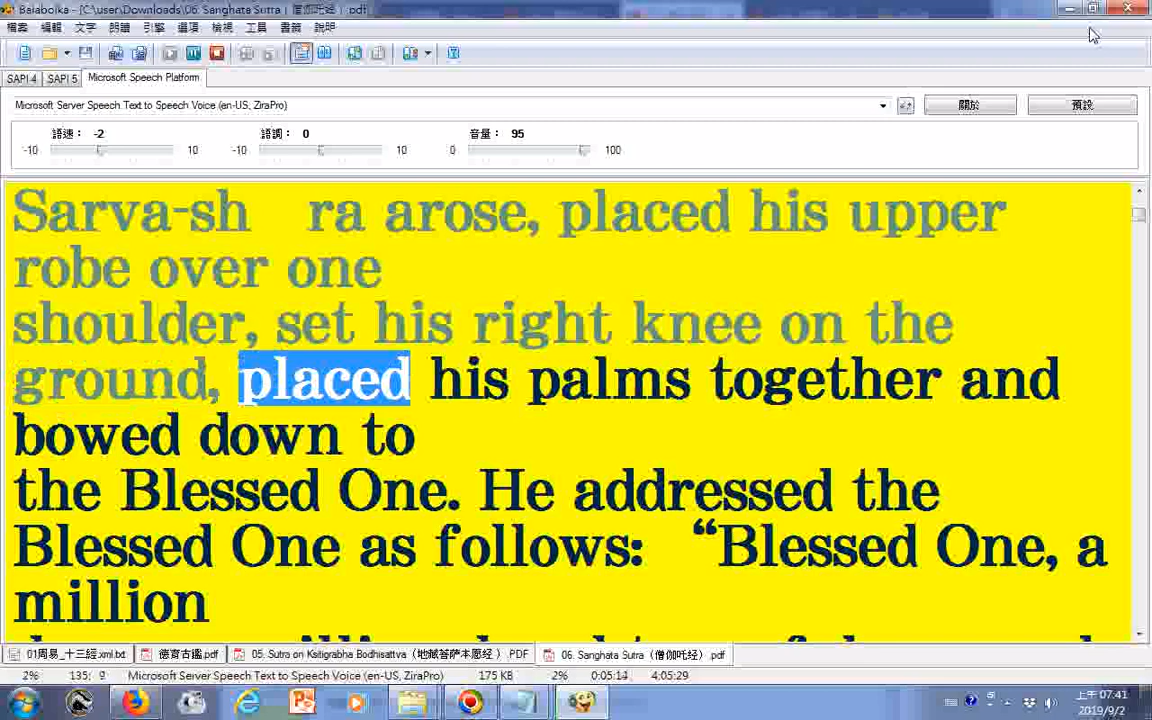 Balabolka - [C:\user\Downloads\06. Sanghata Sutra (僧伽吒经) .pdf]
檔案 編輯 文字 朗讀 引擎 選項 檢視 工具 書籤 說明
SAPI 4 SAPI 5 Microsoft Speech Platform
Microsoft Server Speech Text to Speech Voice (en-US, ZiraPro) 關於 預設
語速： -2 語調： 0 音量： 95
-10 10 -10 10 0 100
Sarva-sh ra arose, placed his upper
robe over one
shoulder, set his right knee on the
ground, placed his palms together and
bowed down to
the Blessed One. He addressed the
Blessed One as follows: “Blessed One, a
million
01周易_十三經.xml.txt 德育古鑑.pdf 05. Sutra on Ksitigrabha Bodhisattva（地藏菩萨本愿经）.PDF 06. Sanghata Sutra（僧伽吒经）.pdf
2% 135: 9 Microsoft Server Speech Text to Speech Voice (en-US, ZiraPro) 175 KB 2% 0:05:14 4:05:29
上午 07:41
2019/9/2